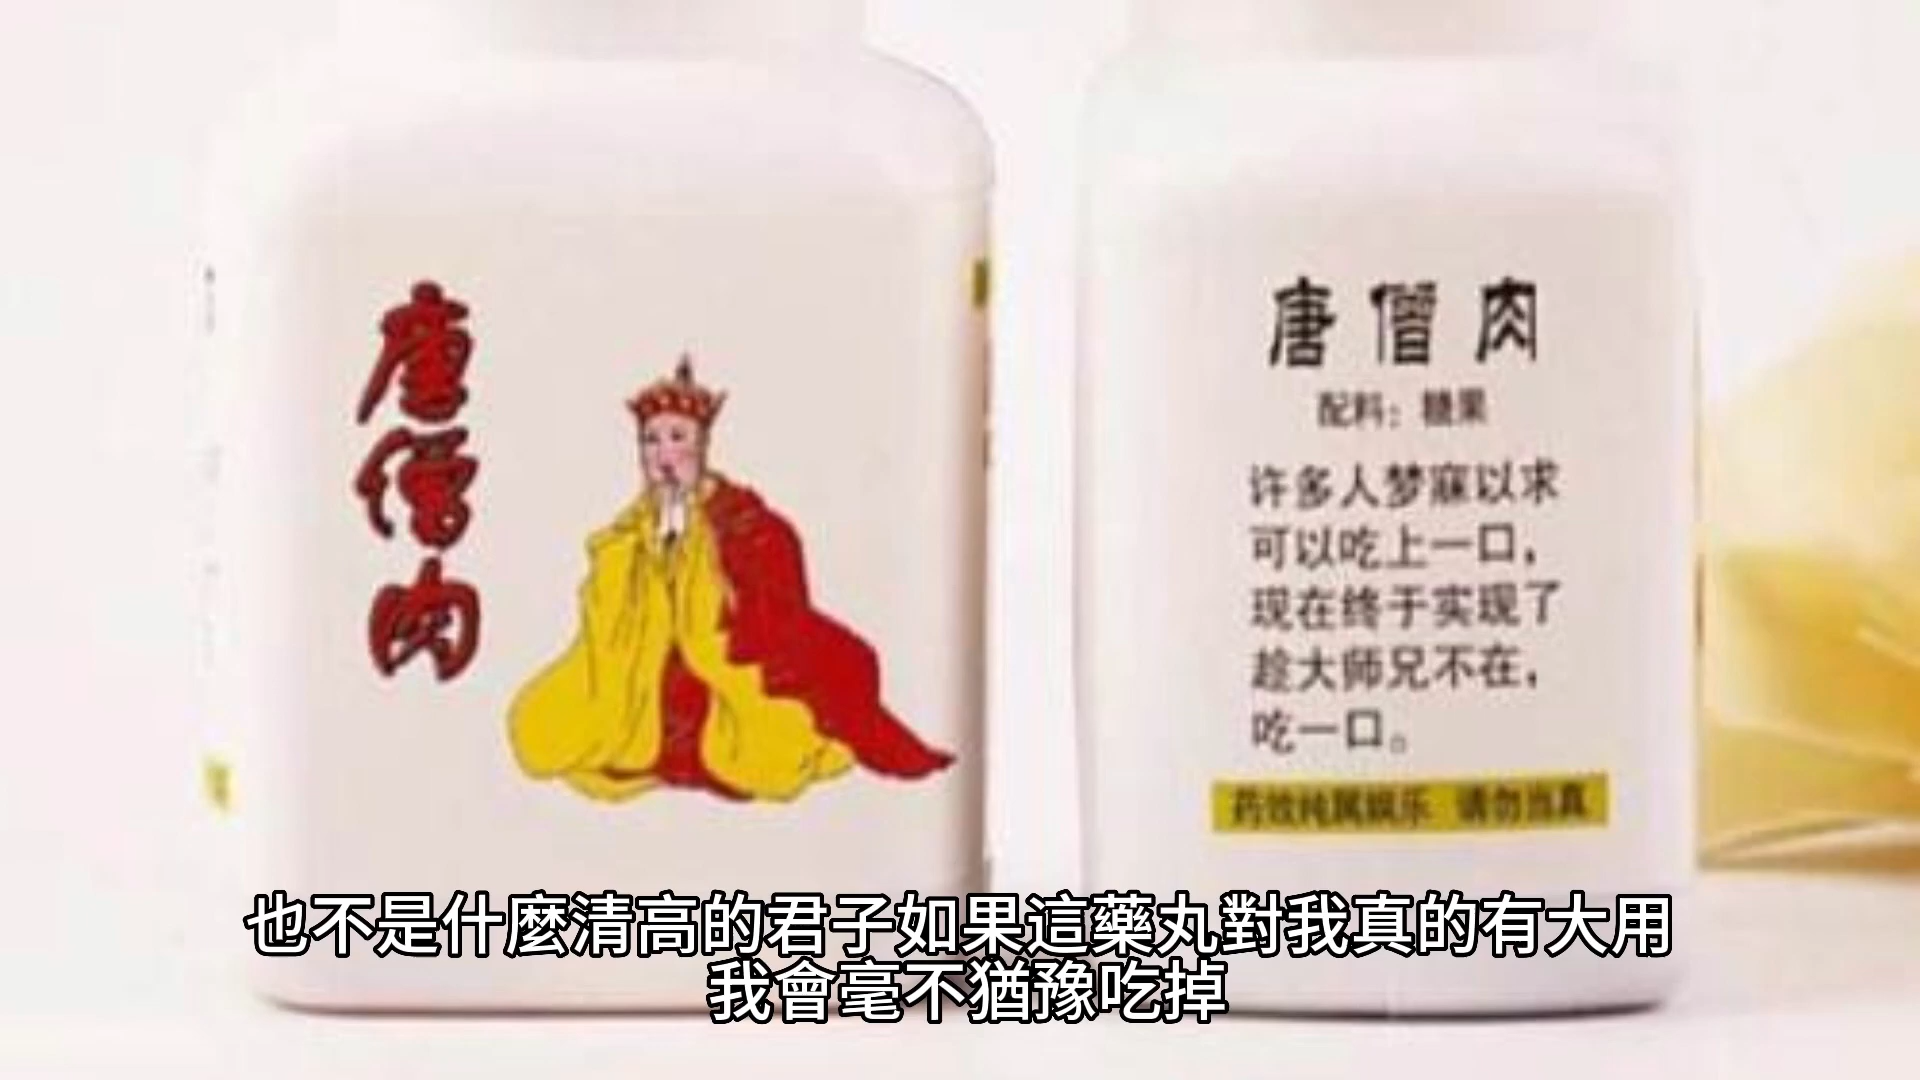 唐僧肉
唐僧肉
配料：糖果
许多人梦寐以求
可以吃上一口，
现在终于实现了
趁大师兄不在，
吃一口。
药效纯属娱乐 请勿当真
也不是什麼清高的君子如果這藥丸對我真的有大用
我會毫不猶豫吃掉